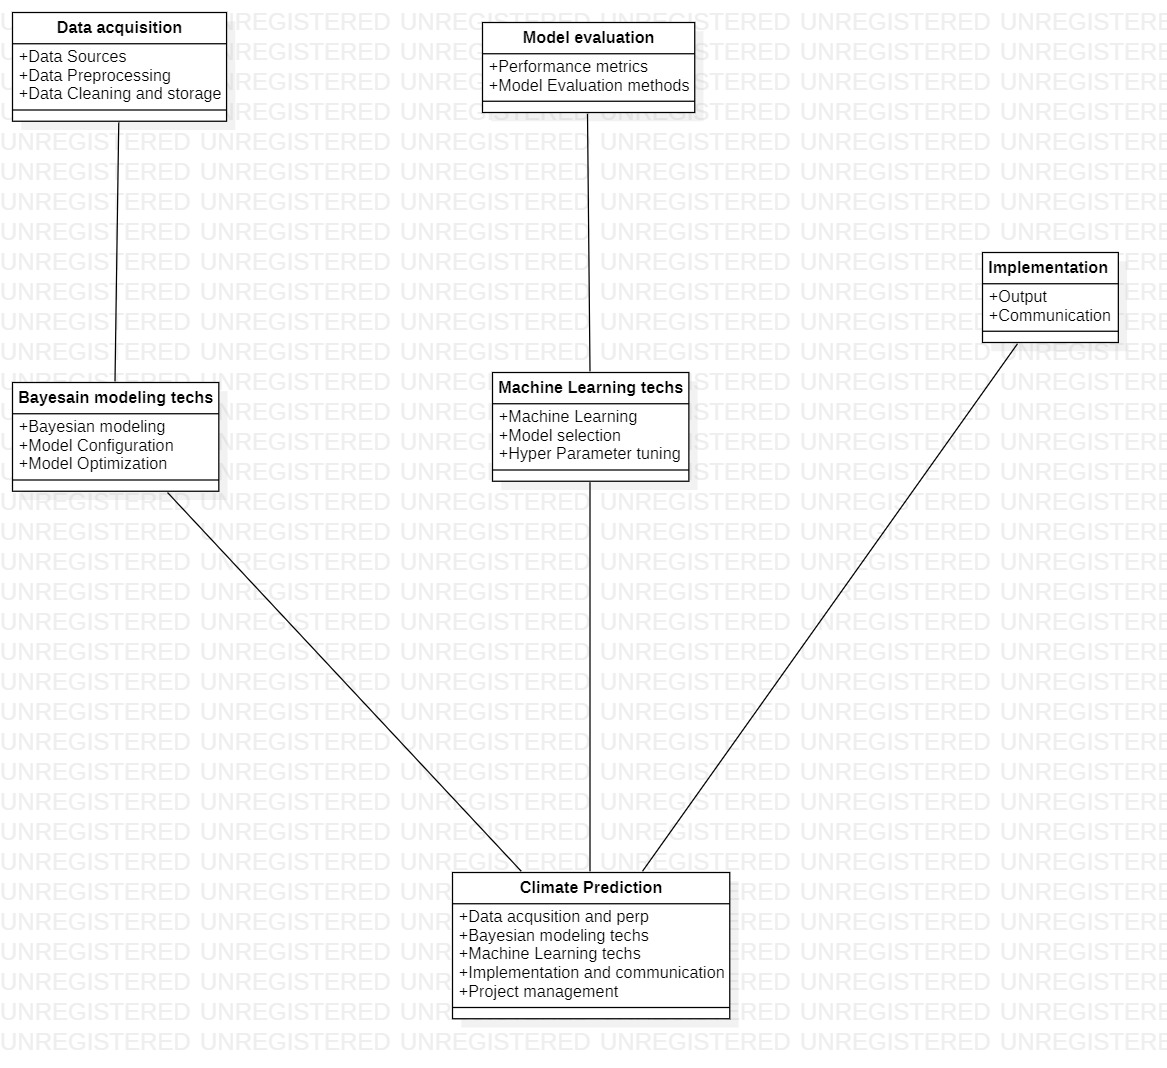 Data acquisition
+Data Sources
+Data Preprocessing
+Data Cleaning and storage
Model evaluation
+Performance metrics
+Model Evaluation methods
Implementation
+Output
+Communication
Bayesain modeling techs
+Bayesian modeling
+Model Configuration
+Model Optimization
Machine Learning techs
+Machine Learning
+Model selection
+Hyper Parameter tuning
Climate Prediction
+Data acqusition and perp
+Bayesian modeling techs
+Machine Learning techs
+Implementation and communication
+Project management
UNREGISTERED